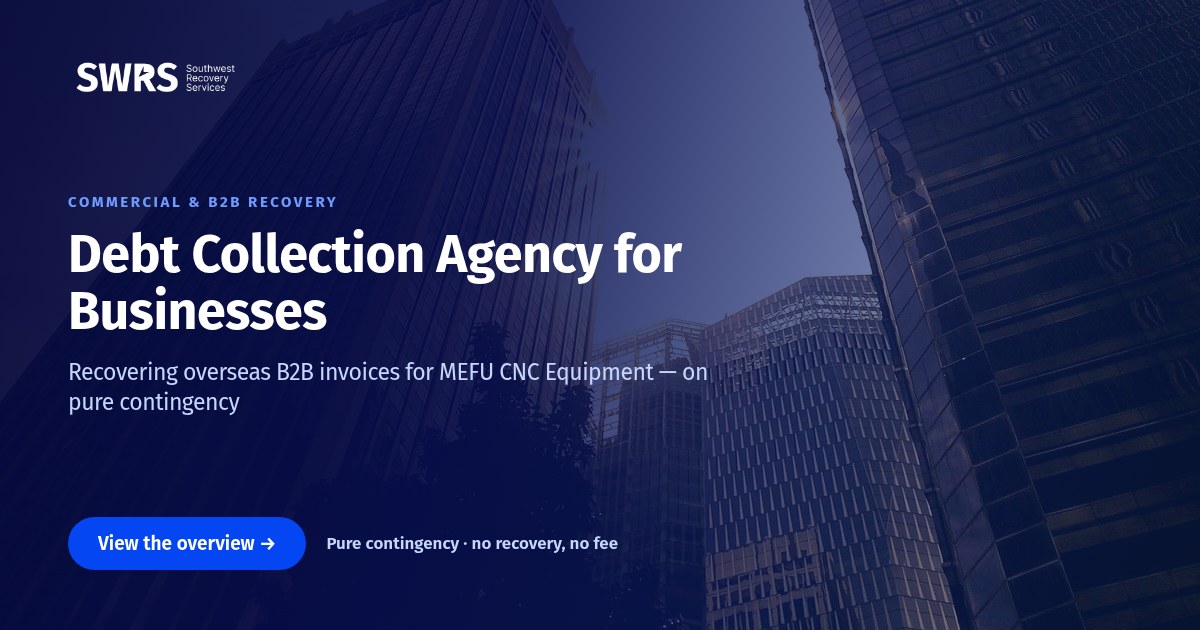 SWRS
Southwest
Recovery
Services
COMMERCIAL & B2B RECOVERY
Debt Collection Agency for
Businesses
Recovering overseas B2B invoices for MEFU CNC Equipment — on
pure contingency
View the overview →
Pure contingency · no recovery, no fee